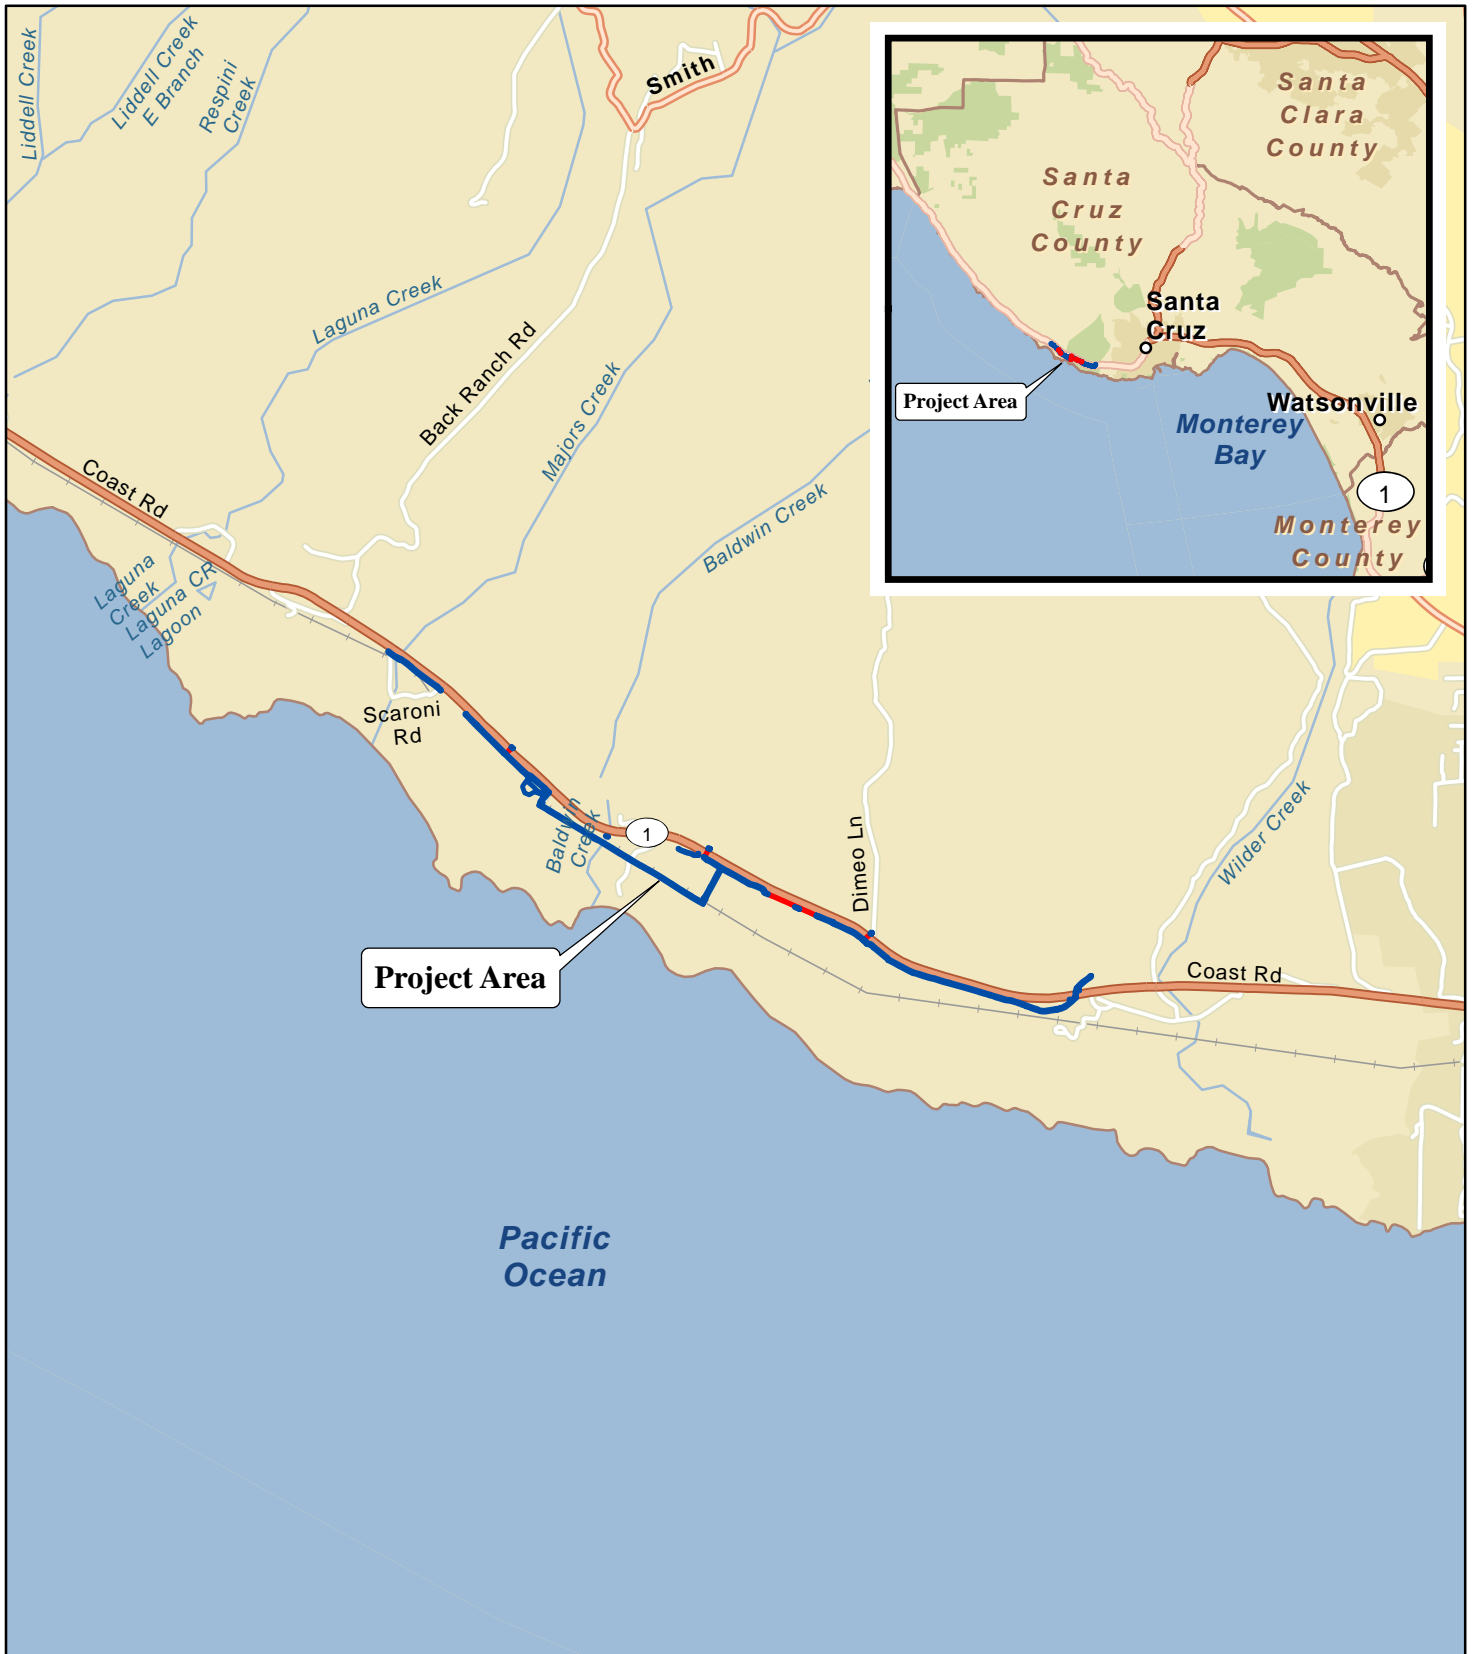 Liddell Creek
Liddell Creek
E Branch
Respini
Creek
Smith
Laguna Creek
Back Ranch Rd
Majors Creek
Baldwin Creek
Coast Rd
Laguna
Creek
Laguna CR
Lagoon
Scaroni
Rd
Baldwin
Creek
1
Dimeo Ln
Wilder Creek
Coast Rd
Project Area
Pacific
Ocean
Santa
Clara
County
Santa
Cruz
County
Santa
Cruz
Project Area
Watsonville
Monterey
Bay
1
Monterey
County